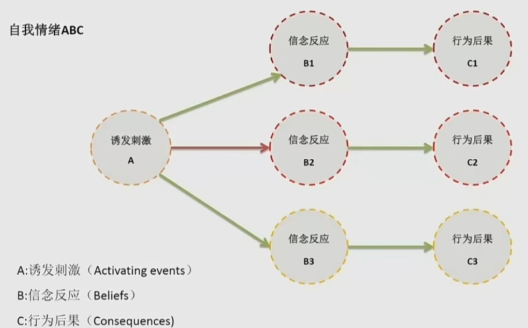 自我情绪ABC
信念反应
B1
行为后果
C1
诱发刺激
A
信念反应
B2
行为后果
C2
信念反应
B3
行为后果
C3
A:诱发刺激（Activating events）
B:信念反应（Beliefs）
C:行为后果（Consequences)